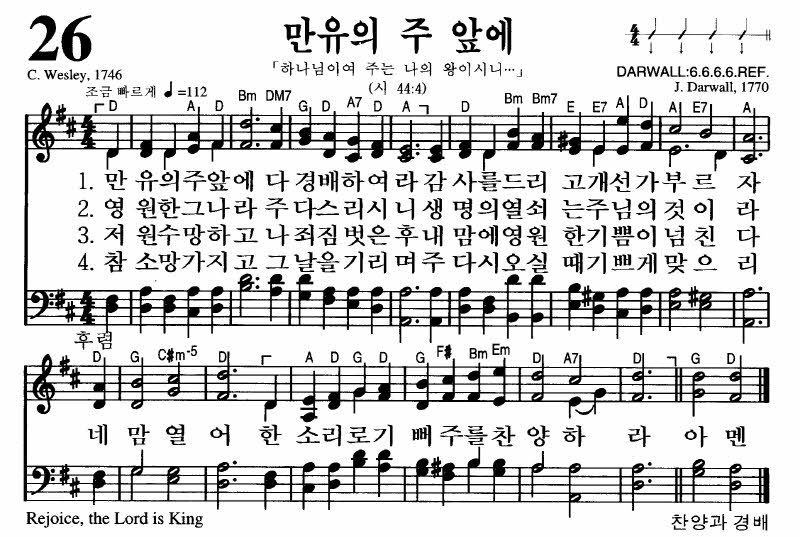 26
만유의 주 앞에
C. Wesley, 1746
「하나님이여 주는 나의 왕이시니…」
DARWALL:6.6.6.6.REF.
조금 빠르게 ♩=112
(시 44:4)
J. Darwall, 1770
D D A D Bm DM7 G D A7 D A D Bm Bm7 E E7 A E D A E7 A
4/4
1. 만 유의주앞에 다 경배하여라 감 사를드리 고개선가부르 자
2. 영 원한그나라 주 다스리시니 생 명의열쇠 는주님의것이 라
3. 저 원수망하고 나 죄짐벗은후 내 맘에영원 한기쁨이넘친 다
4. 참 소망가지고 그 날을기리며 주 다시오실 때기쁘게맞으 리
4/4
후렴
D D G C#m-5 D A D G D G F# Bm Em D A7 D G D
네 맘 열 어 한 소리로기 뻐 주를찬 양하 라 아멘
Rejoice, the Lord is King
찬양과 경배